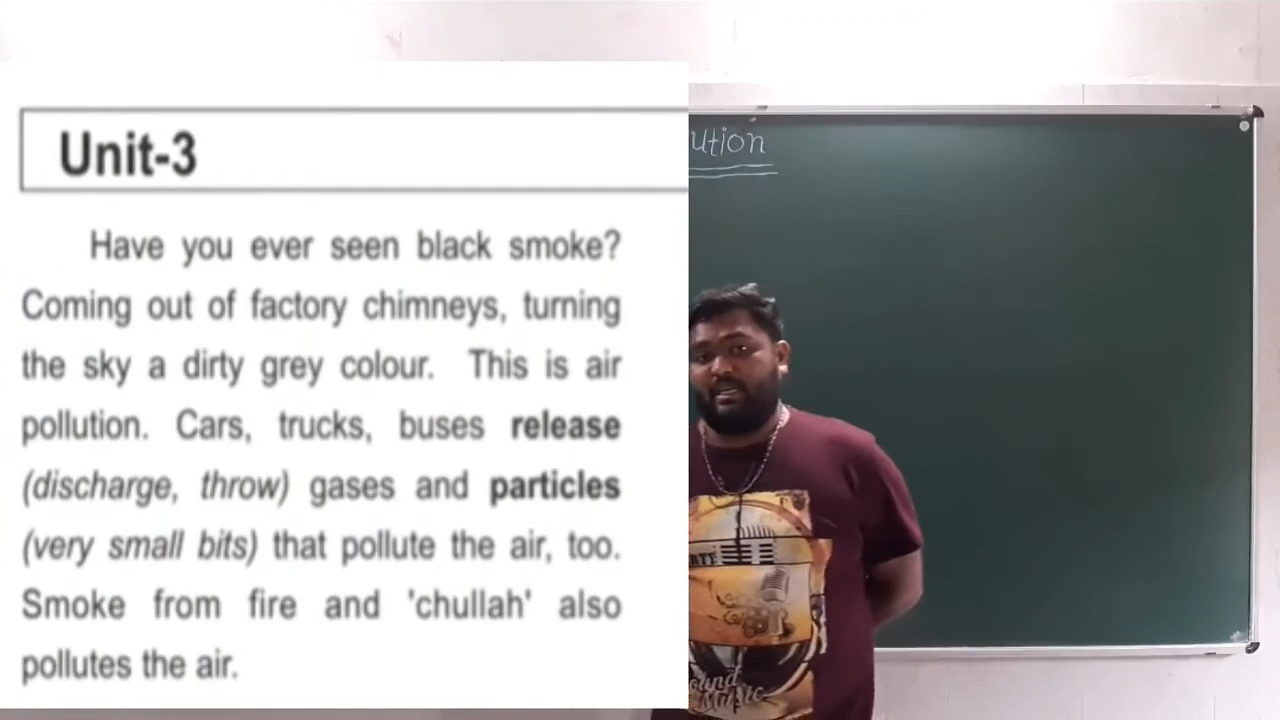 Unit-3
Have you ever seen black smoke?
Coming out of factory chimneys, turning
the sky a dirty grey colour. This is air
pollution. Cars, trucks, buses release
(discharge, throw) gases and particles
(very small bits) that pollute the air, too.
Smoke from fire and 'chullah' also
pollutes the air.
ution
ound
Music